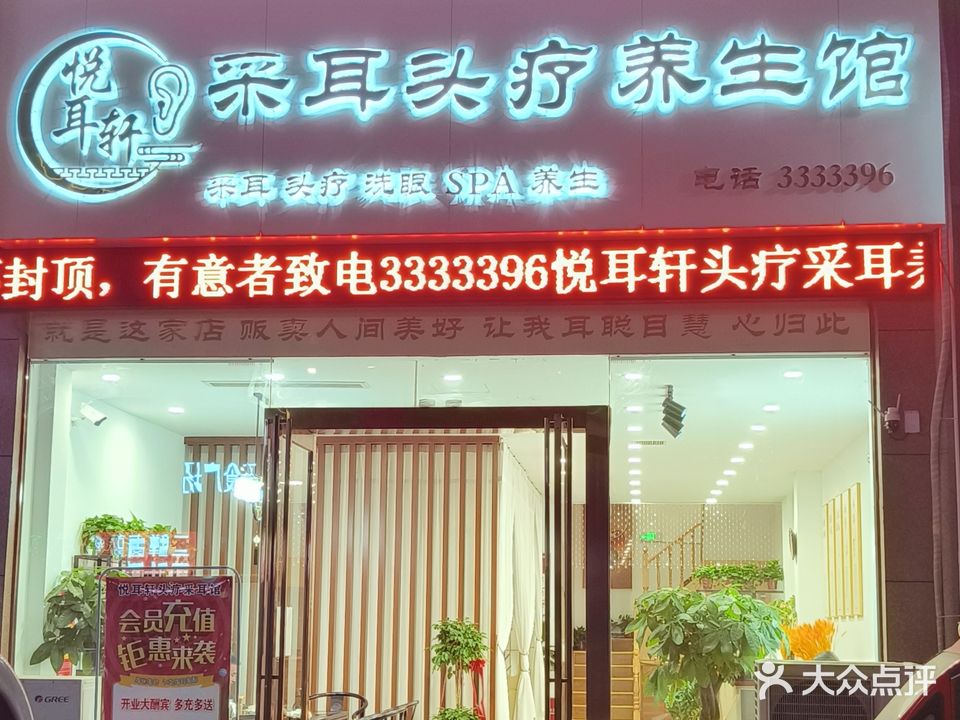 悦耳轩
采耳头疗养生馆
采耳 头疗 洗眼 SPA 养生
电话 3333396
封顶，有意者致电3333396悦耳轩头疗采耳
就是这家店 贩卖人间美好 让我耳聪目慧 心归此
悦耳轩头疗采耳馆
会员充值
钜惠来袭
开业大酬宾 多充多送
GREE
大众点评